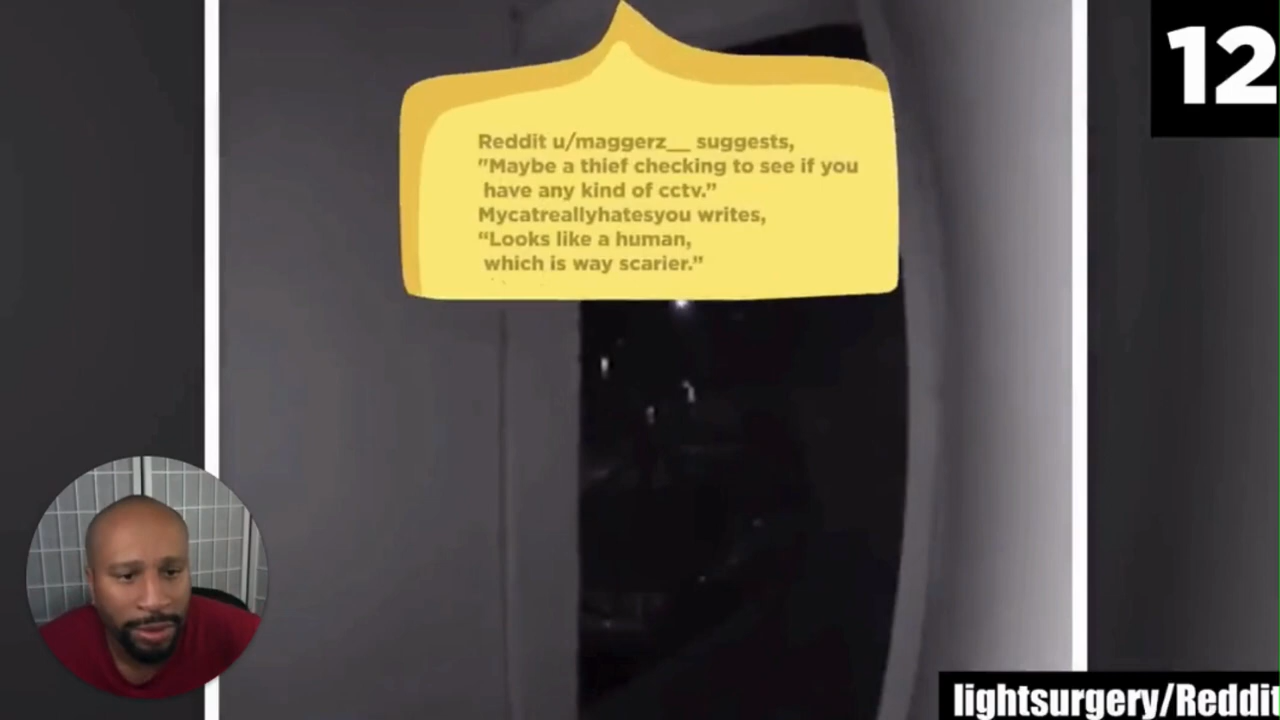 12
Reddit u/maggerz__ suggests,
"Maybe a thief checking to see if you
have any kind of cctv."
Mycatreallyhatesyou writes,
“Looks like a human,
which is way scarier.”
lightsurgery/Reddit